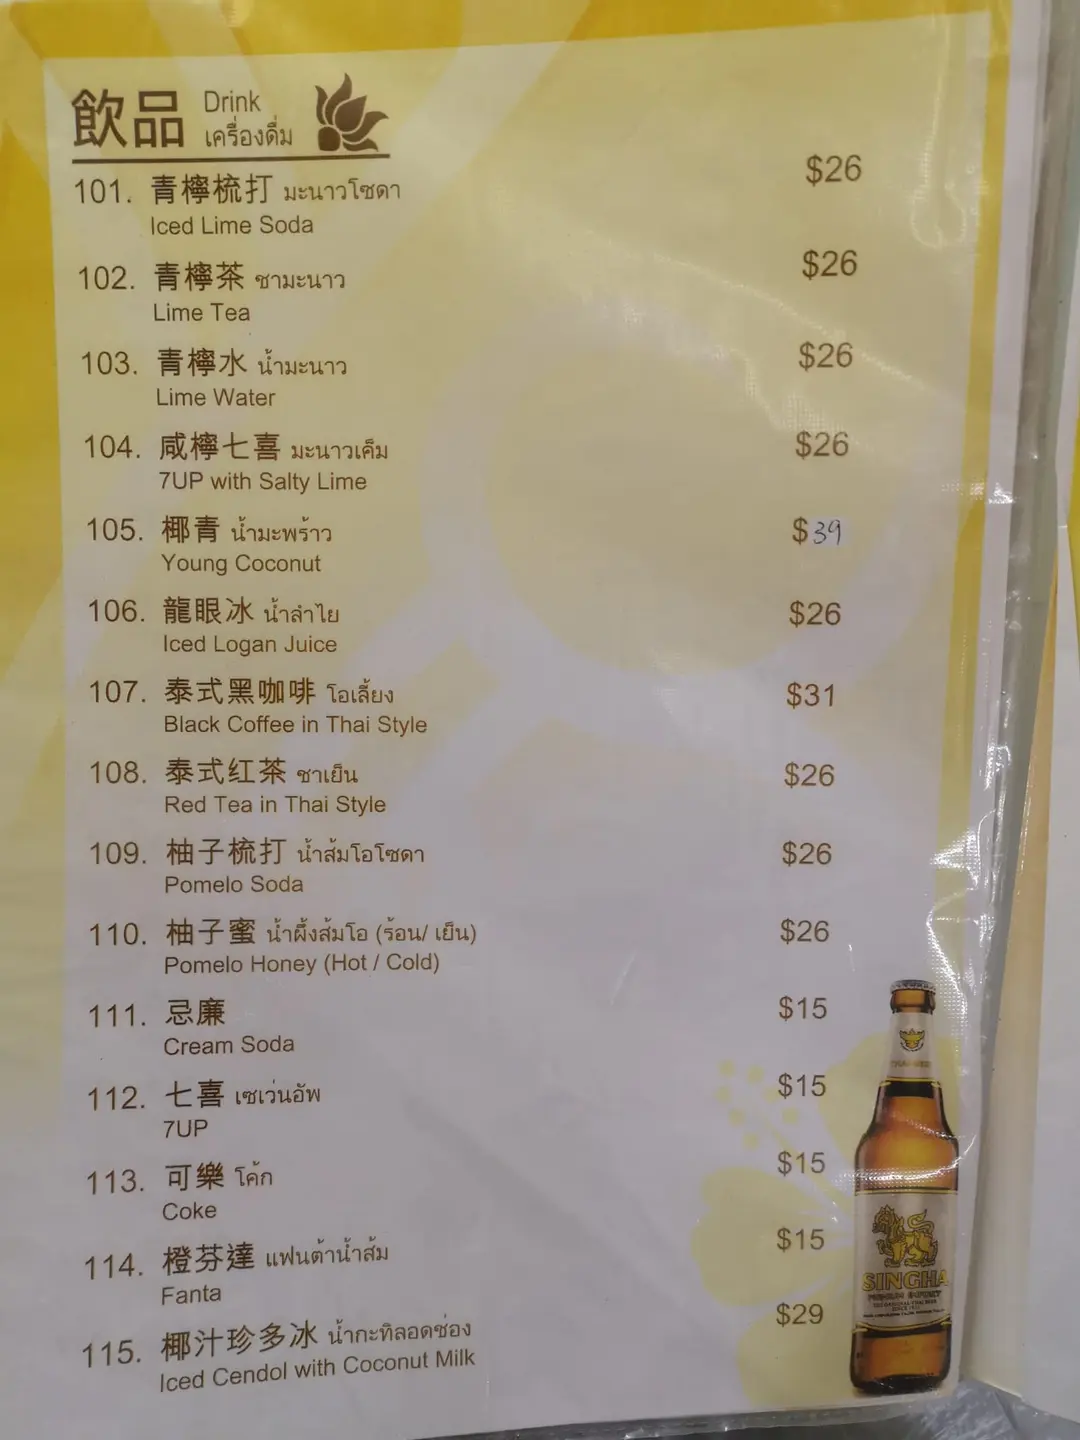 飲品 Drink
เครื่องดื่ม
101. 青檸梳打 มะนาวโซดา $26
Iced Lime Soda
102. 青檸茶 ชามะนาว $26
Lime Tea
103. 青檸水 น้ำมะนาว $26
Lime Water
104. 咸檸七喜 มะนาวเค็ม $26
7UP with Salty Lime
105. 椰青 น้ำมะพร้าว $39
Young Coconut
106. 龍眼冰 น้ำลำไย $26
Iced Logan Juice
107. 泰式黑咖啡 โอเลี้ยง $31
Black Coffee in Thai Style
108. 泰式红茶 ชาเย็น $26
Red Tea in Thai Style
109. 柚子梳打 น้ำส้มโอโซดา $26
Pomelo Soda
110. 柚子蜜 น้ำผึ้งส้มโอ (ร้อน/ เย็น) $26
Pomelo Honey (Hot / Cold)
111. 忌廉 $15
Cream Soda
112. 七喜 เซเว่นอัพ $15
7UP
113. 可樂 โค้ก $15
Coke
114. 橙芬達 แฟนต้าน้ำส้ม $15
Fanta
115. 椰汁珍多冰 น้ำกะทิลอดช่อง $29
Iced Cendol with Coconut Milk
SINGHA